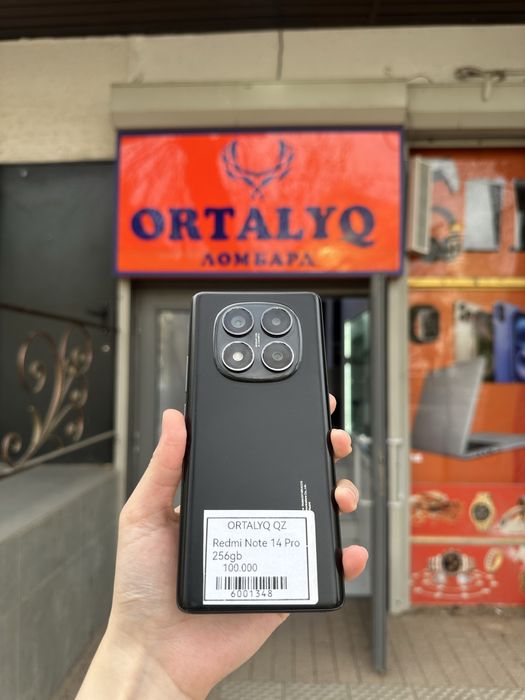 ORTALYQ
ЛОМБАРД
ORTALYQ QZ
Redmi Note 14 Pro
256gb
100.000
6001348